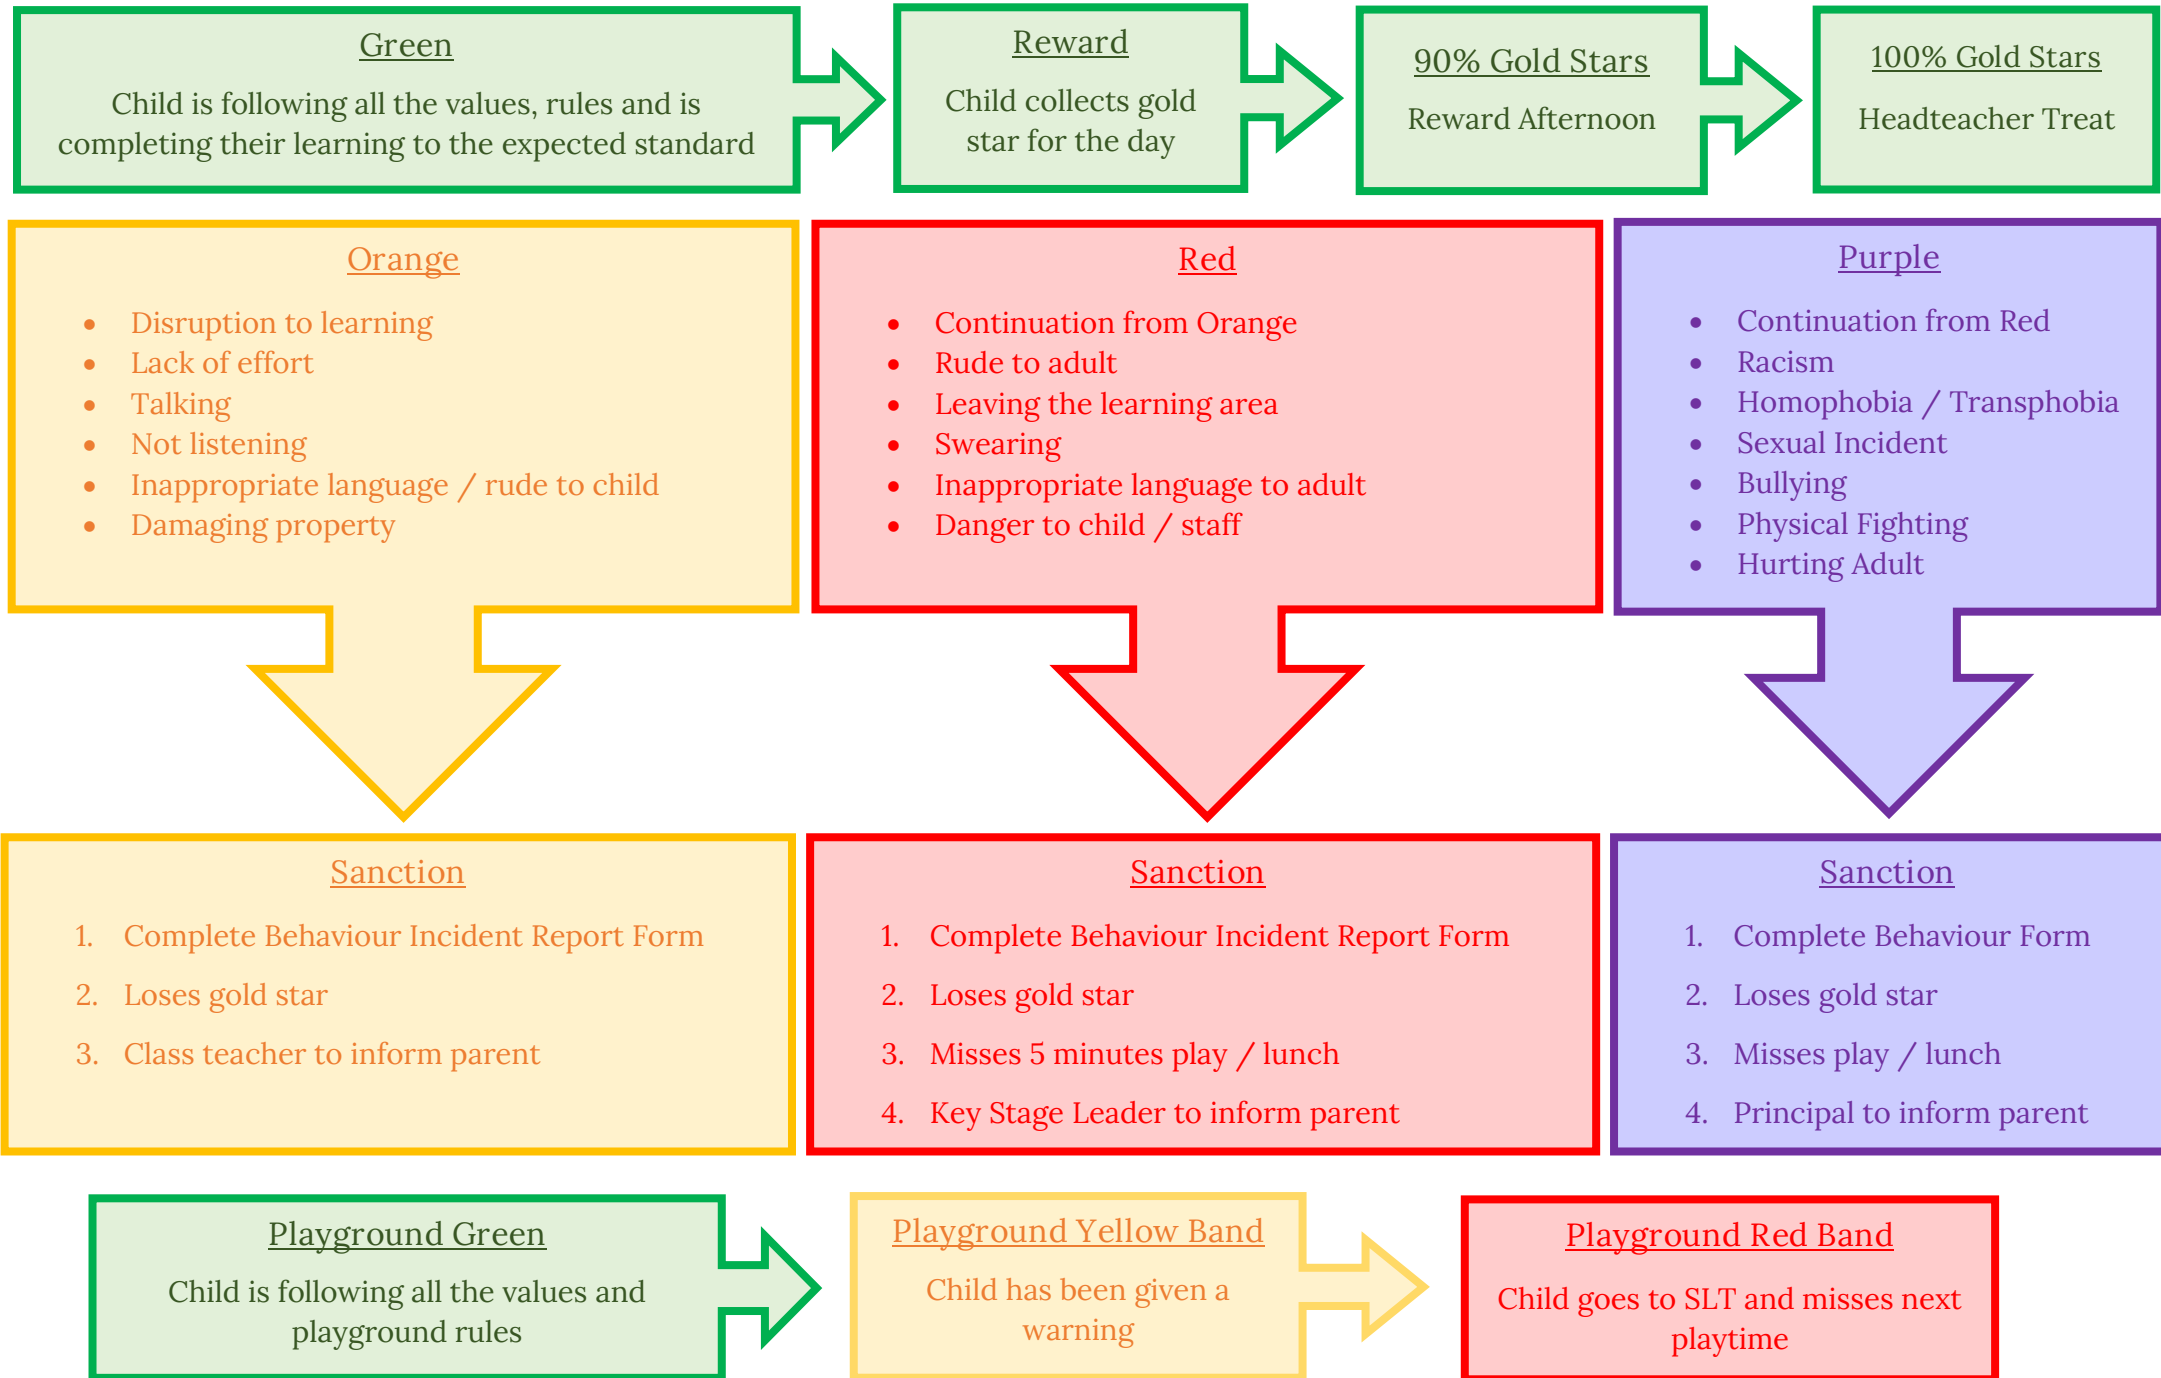 Green
Child is following all the values, rules and is
completing their learning to the expected standard
Reward
Child collects gold
star for the day
90% Gold Stars
Reward Afternoon
100% Gold Stars
Headteacher Treat
Orange
• Disruption to learning
• Lack of effort
• Talking
• Not listening
• Inappropriate language / rude to child
• Damaging property
Red
• Continuation from Orange
• Rude to adult
• Leaving the learning area
• Swearing
• Inappropriate language to adult
• Danger to child / staff
Purple
• Continuation from Red
• Racism
• Homophobia / Transphobia
• Sexual Incident
• Bullying
• Physical Fighting
• Hurting Adult
Sanction
1. Complete Behaviour Incident Report Form
2. Loses gold star
3. Class teacher to inform parent
Sanction
1. Complete Behaviour Incident Report Form
2. Loses gold star
3. Misses 5 minutes play / lunch
4. Key Stage Leader to inform parent
Sanction
1. Complete Behaviour Form
2. Loses gold star
3. Misses play / lunch
4. Principal to inform parent
Playground Green
Child is following all the values and
playground rules
Playground Yellow Band
Child has been given a
warning
Playground Red Band
Child goes to SLT and misses next
playtime